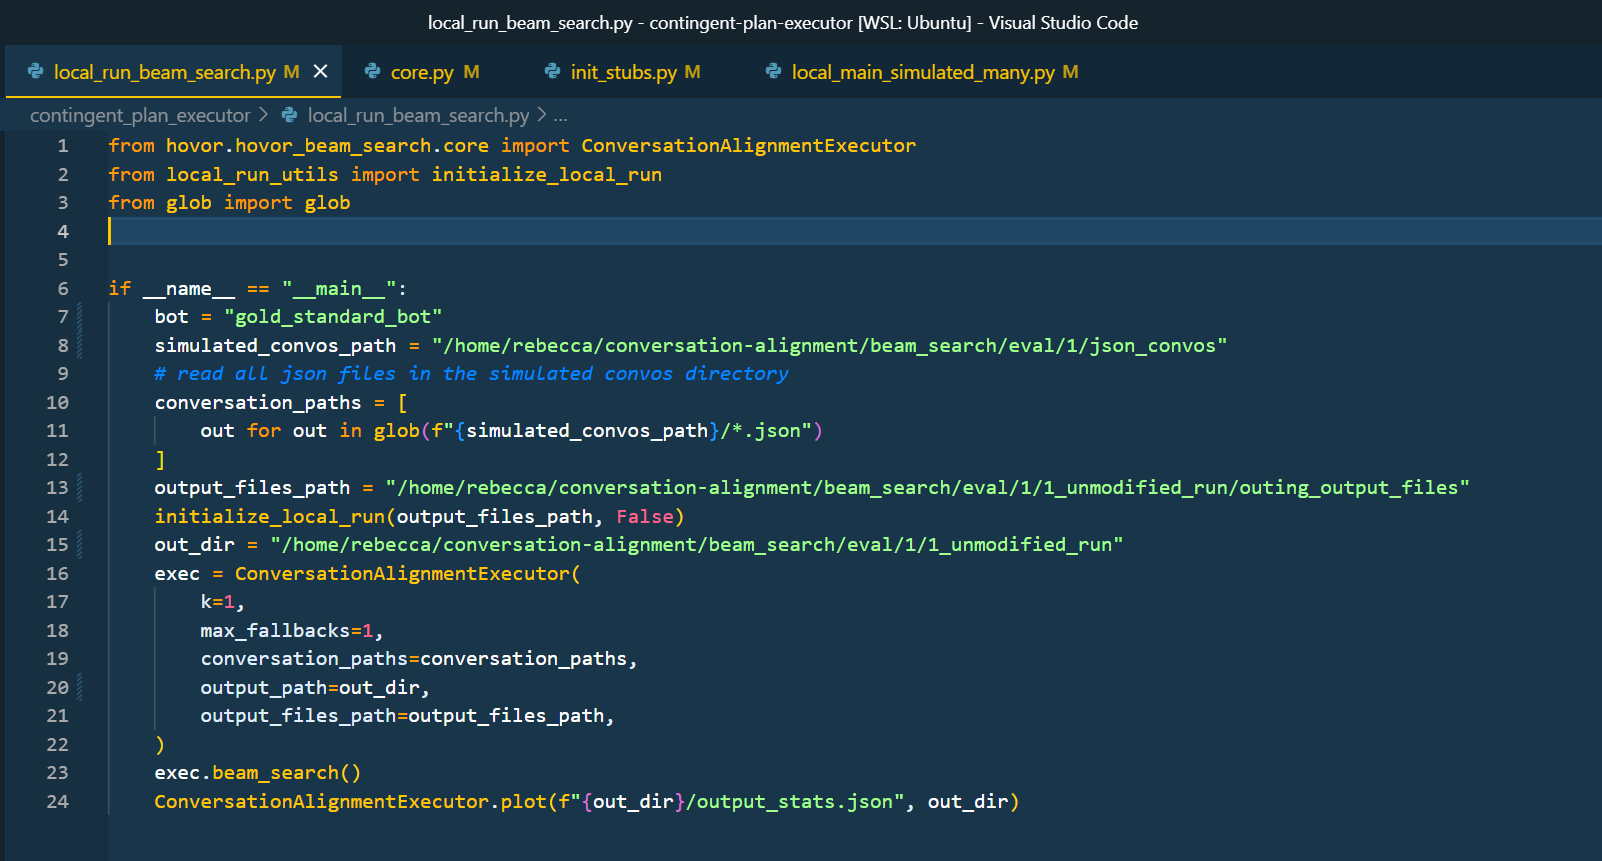 local_run_beam_search.py - contingent-plan-executor [WSL: Ubuntu] - Visual Studio Code
local_run_beam_search.py M × core.py M init_stubs.py M local_main_simulated_many.py M
contingent_plan_executor > local_run_beam_search.py > ...
1 from hovor.hovor_beam_search.core import ConversationAlignmentExecutor
2 from local_run_utils import initialize_local_run
3 from glob import glob
4
5
6 if __name__ == "__main__":
7     bot = "gold_standard_bot"
8     simulated_convos_path = "/home/rebecca/conversation-alignment/beam_search/eval/1/json_convos"
9     # read all json files in the simulated convos directory
10     conversation_paths = [
11         out for out in glob(f"{simulated_convos_path}/*.json")
12     ]
13     output_files_path = "/home/rebecca/conversation-alignment/beam_search/eval/1/1_unmodified_run/outing_output_files"
14     initialize_local_run(output_files_path, False)
15     out_dir = "/home/rebecca/conversation-alignment/beam_search/eval/1/1_unmodified_run"
16     exec = ConversationAlignmentExecutor(
17         k=1,
18         max_fallbacks=1,
19         conversation_paths=conversation_paths,
20         output_path=out_dir,
21         output_files_path=output_files_path,
22     )
23     exec.beam_search()
24     ConversationAlignmentExecutor.plot(f"{out_dir}/output_stats.json", out_dir)